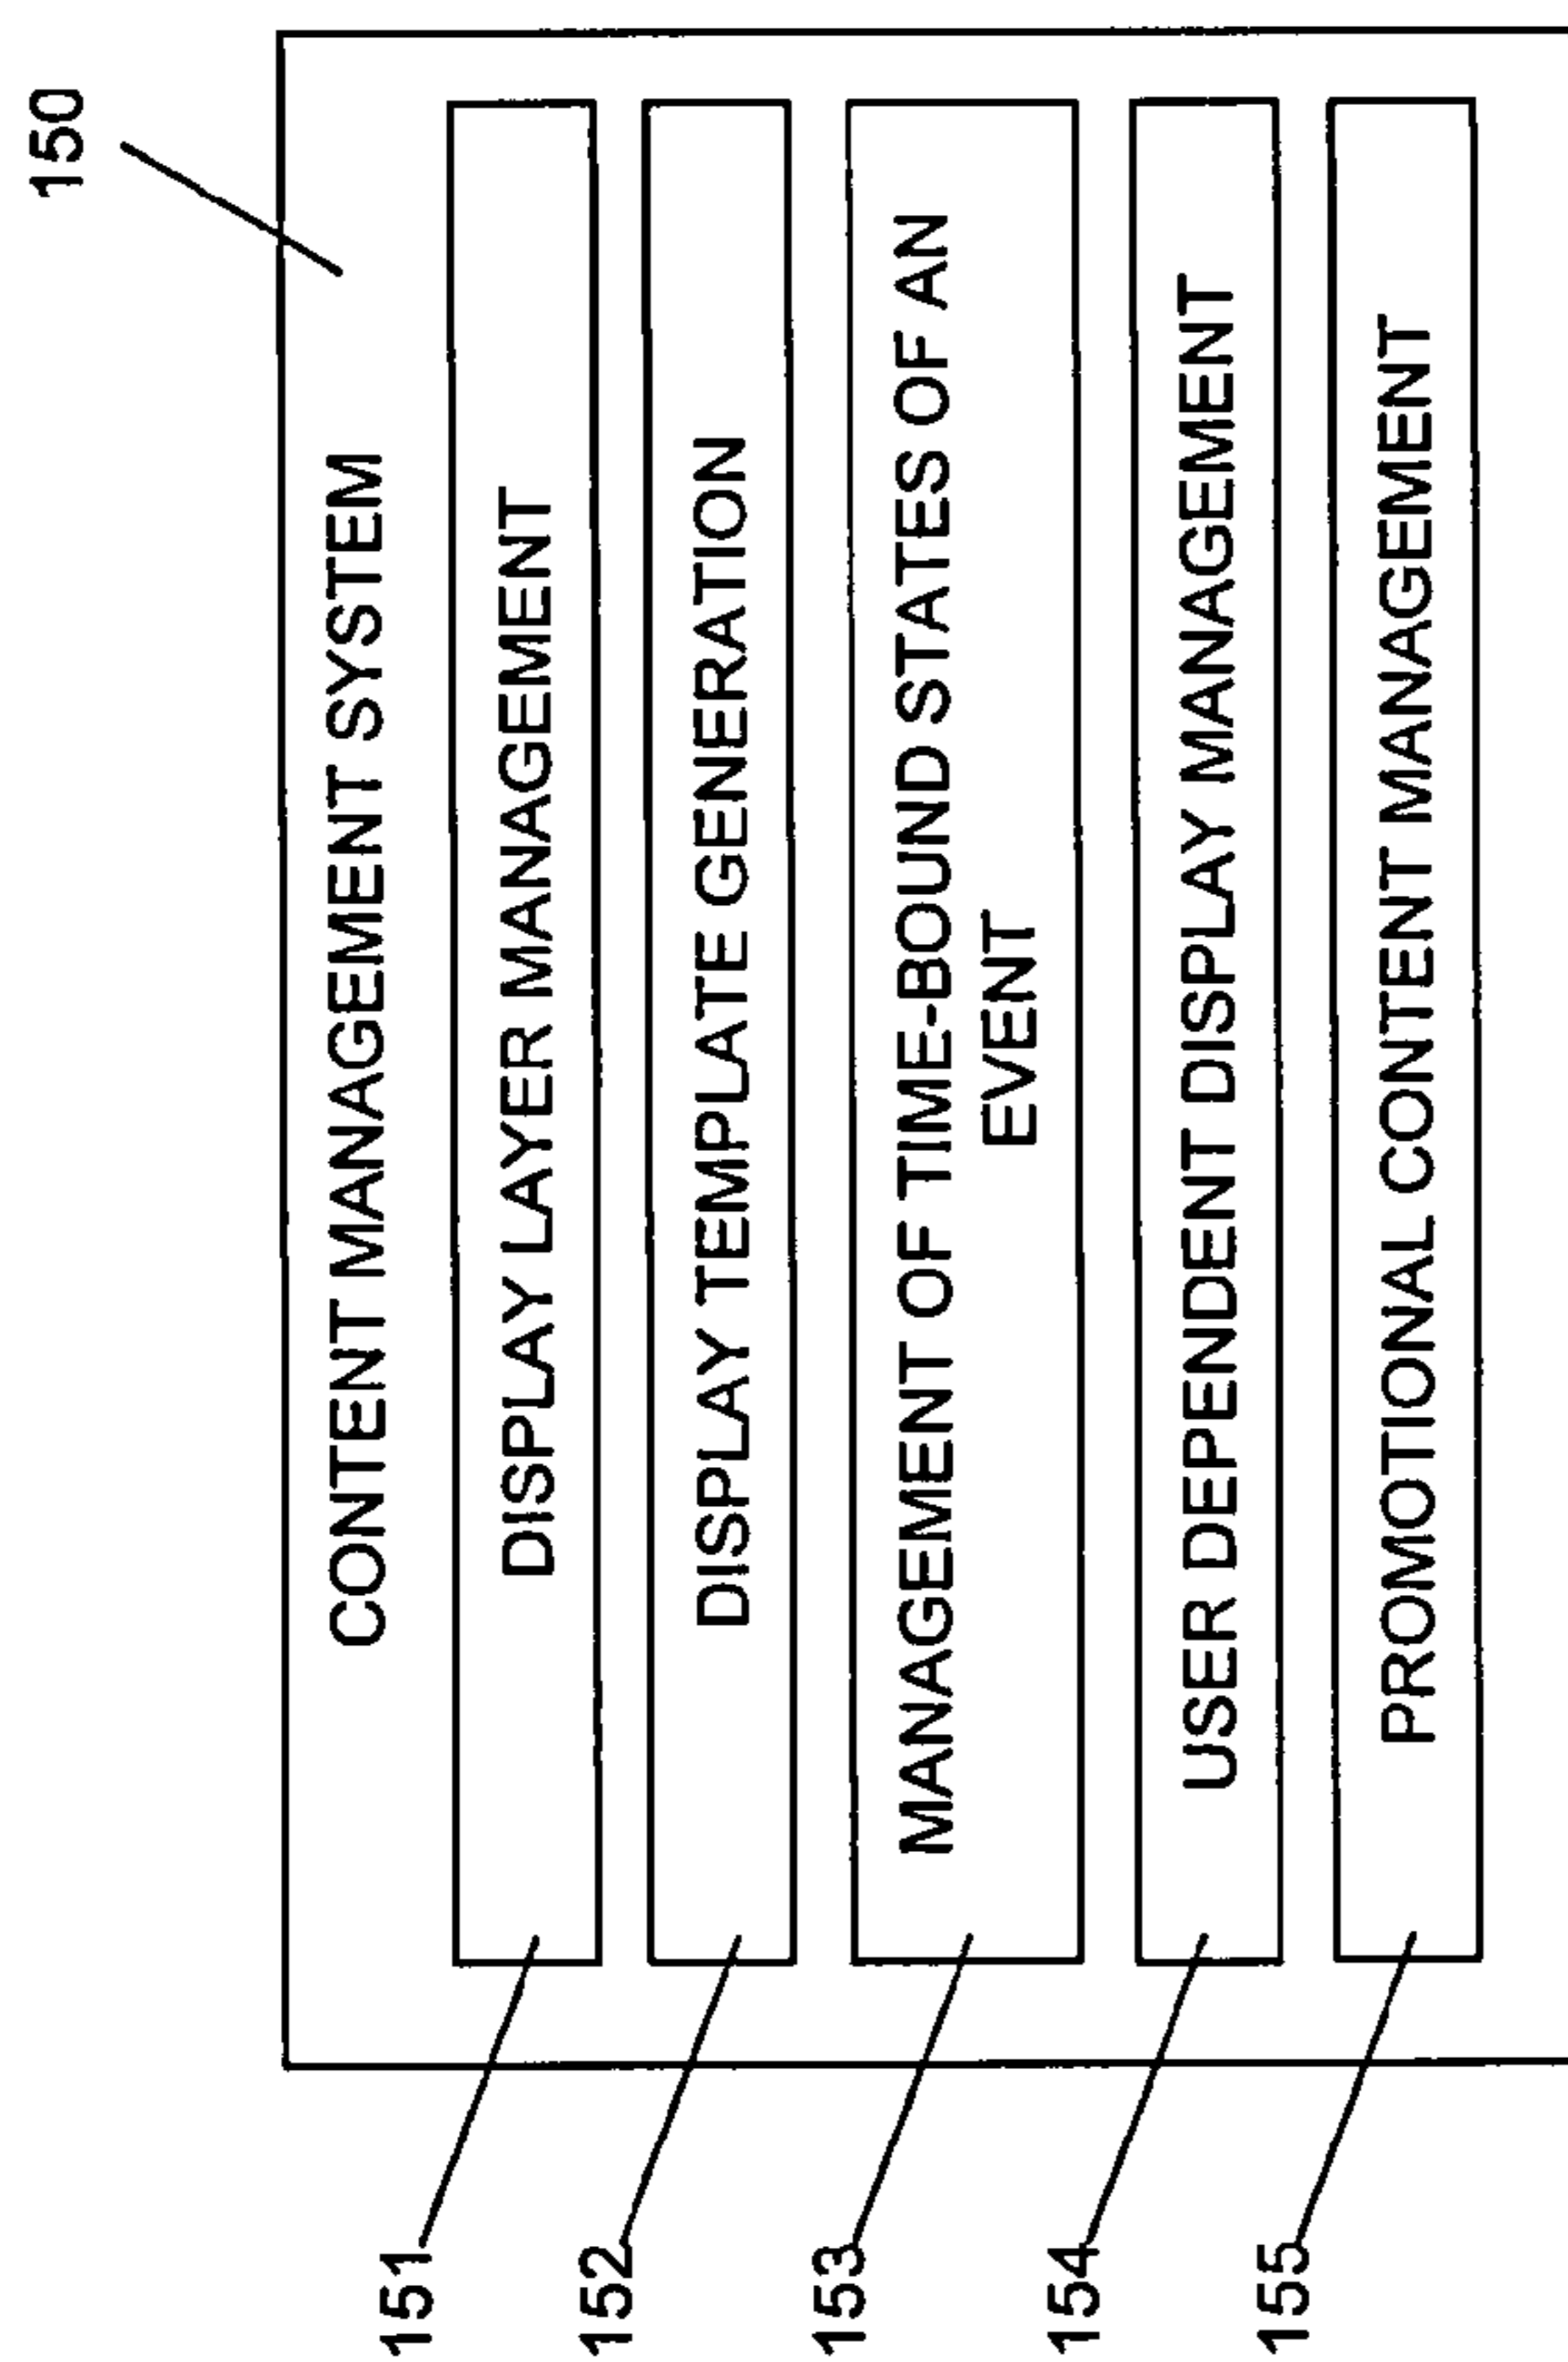 150
CONTENT MANAGEMENT SYSTEM
151
DISPLAY LAYER MANAGEMENT
152
DISPLAY TEMPLATE GENERATION
153
MANAGEMENT OF TIME-BOUND STATES OF AN
EVENT
154
USER DEPENDENT DISPLAY MANAGEMENT
155
PROMOTIONAL CONTENT MANAGEMENT